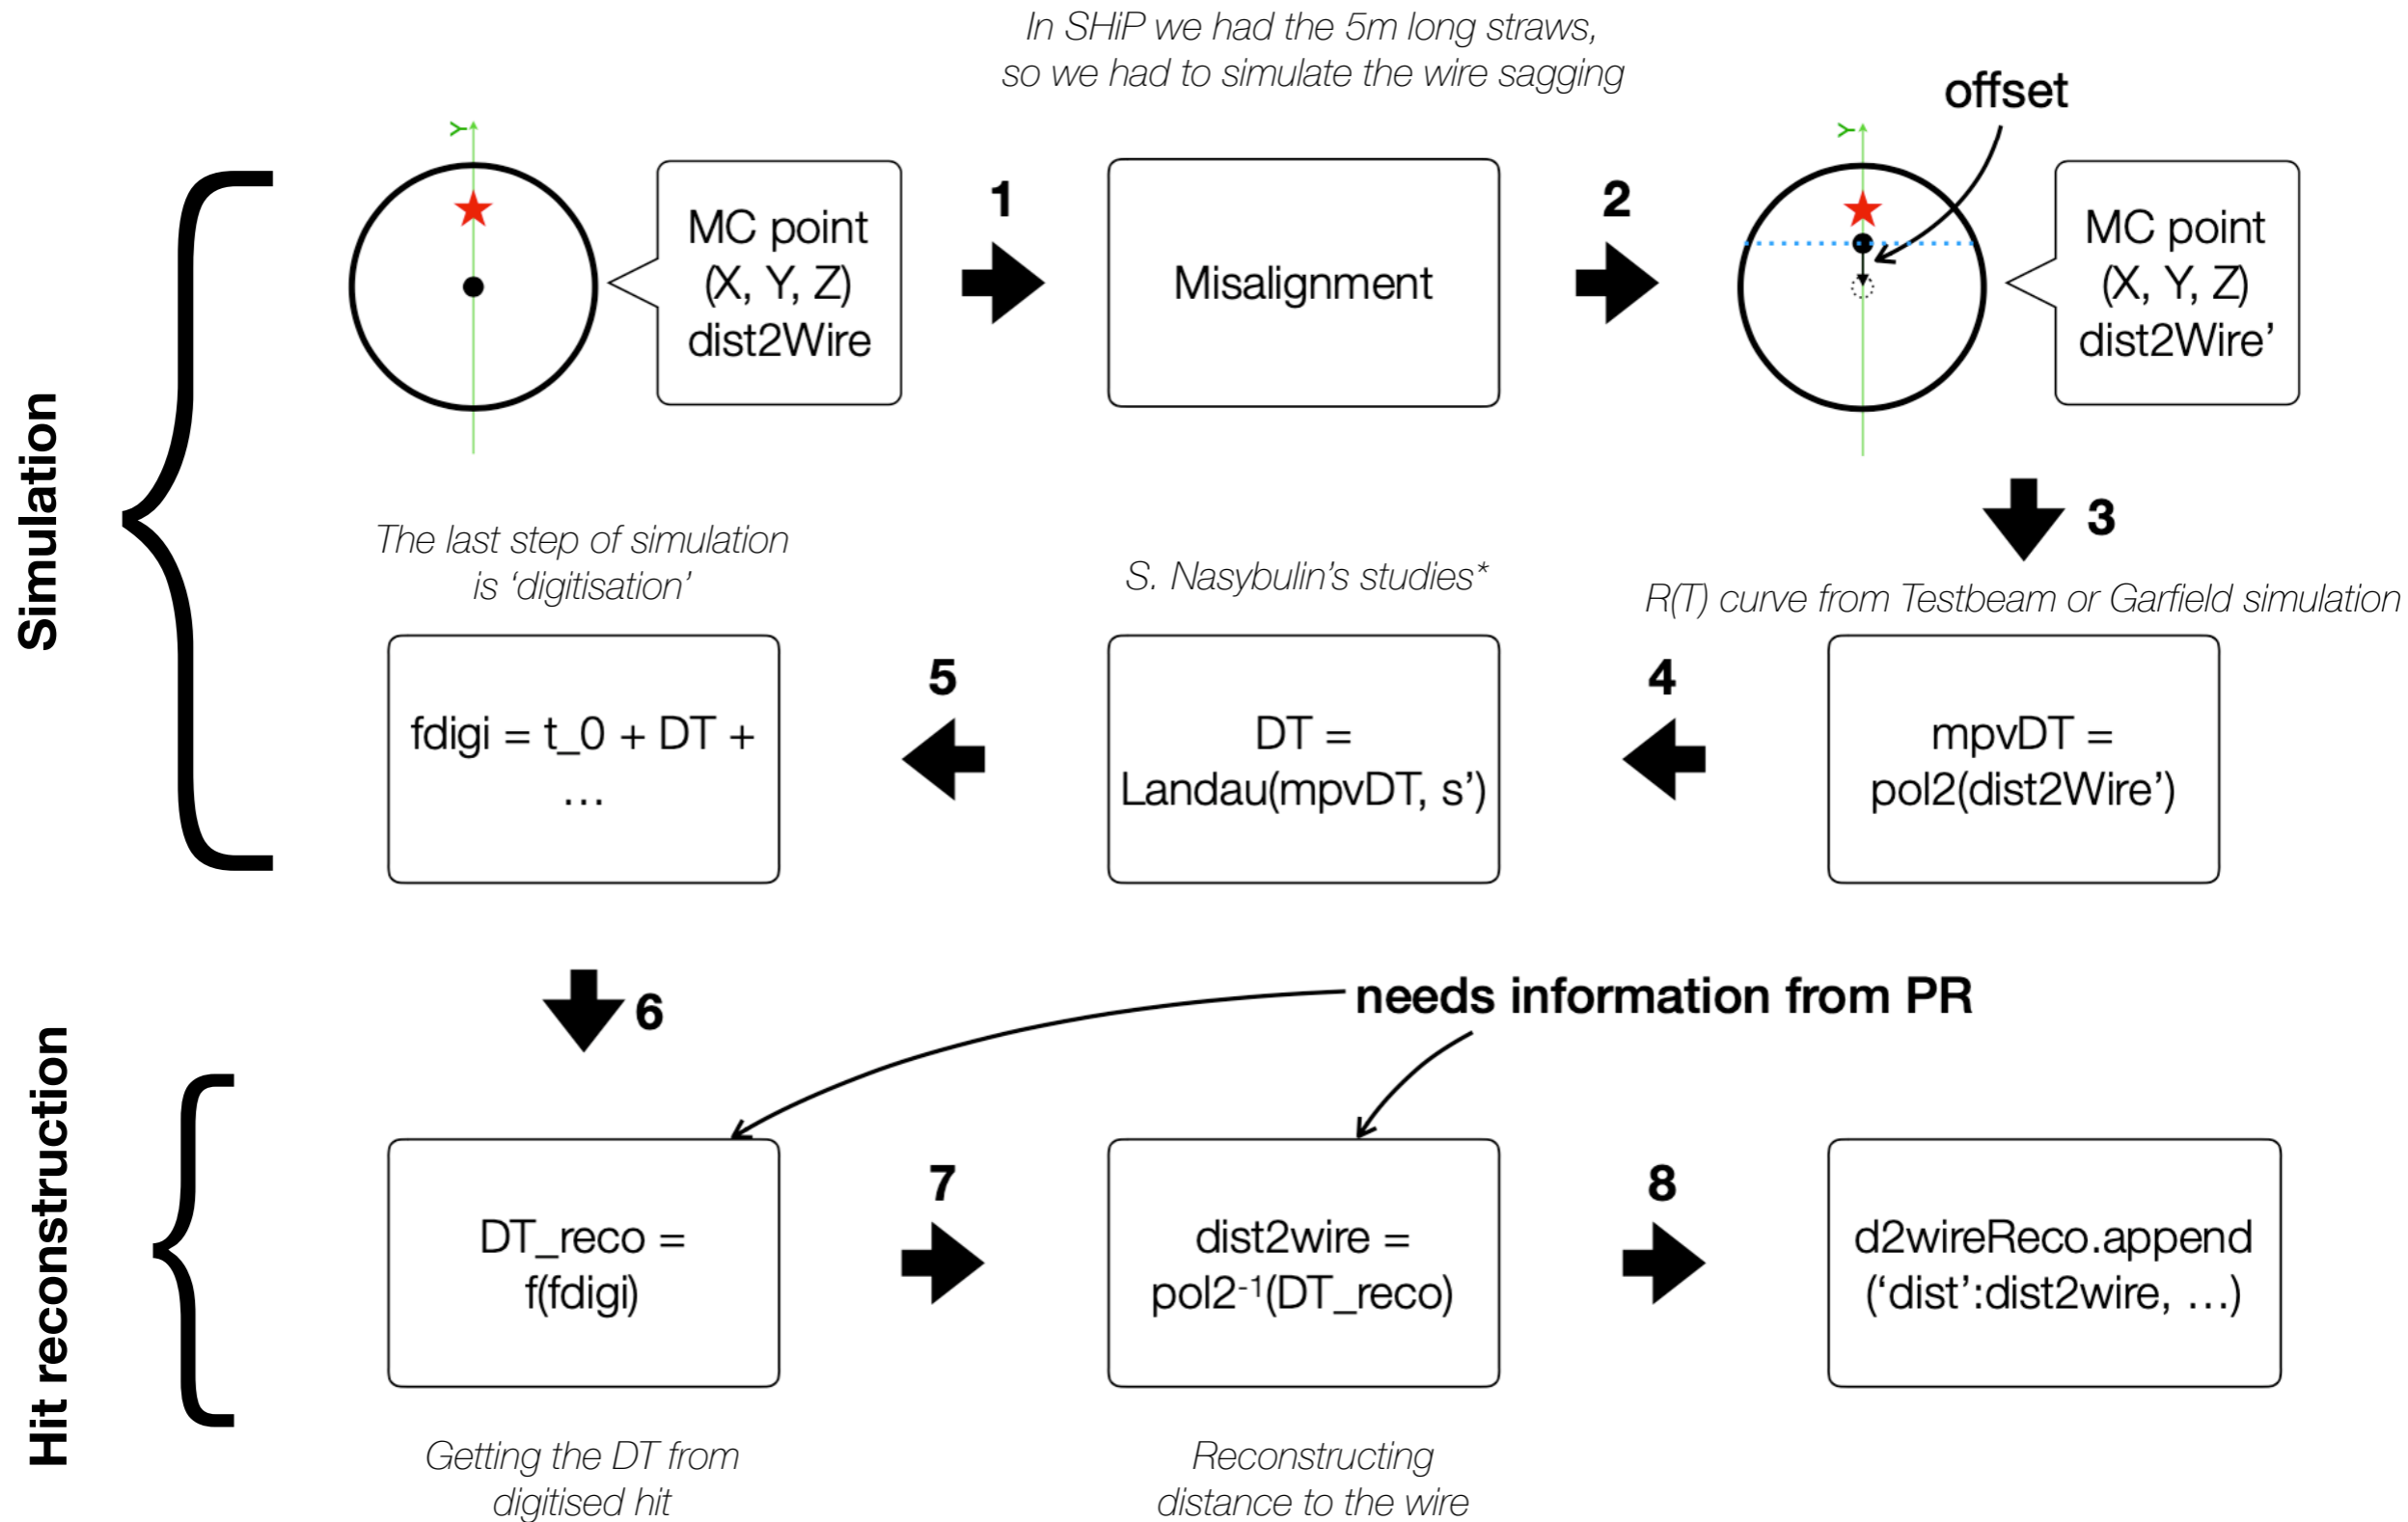 In SHiP we had the 5m long straws,
so we had to simulate the wire sagging
offset
Y
MC point
(X, Y, Z)
dist2Wire
1
Misalignment
2
Y
MC point
(X, Y, Z)
dist2Wire’
Simulation
3
The last step of simulation
is ‘digitisation’
S. Nasybulin’s studies*
R(T) curve from Testbeam or Garfield simulation
fdigi = t_0 + DT +
…
5
DT =
Landau(mpvDT, s’)
4
mpvDT =
pol2(dist2Wire’)
6
needs information from PR
Hit reconstruction
DT_reco =
f(fdigi)
7
dist2wire =
pol2⁻¹(DT_reco)
8
d2wireReco.append
(‘dist’:dist2wire, …)
Getting the DT from
digitised hit
Reconstructing
distance to the wire